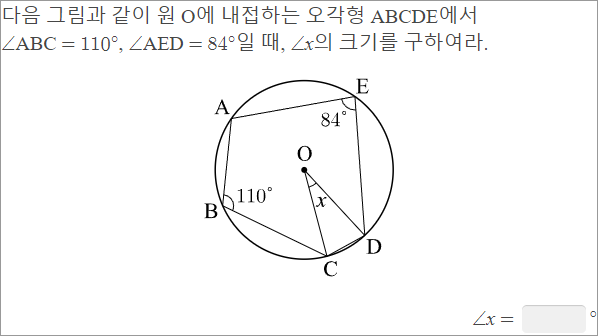 다음 그림과 같이 원 O에 내접하는 오각형 ABCDE에서
∠ABC = 110°, ∠AED = 84°일 때, ∠x의 크기를 구하여라.
E
A
84°
O
110°
x
B
D
C
∠x = °